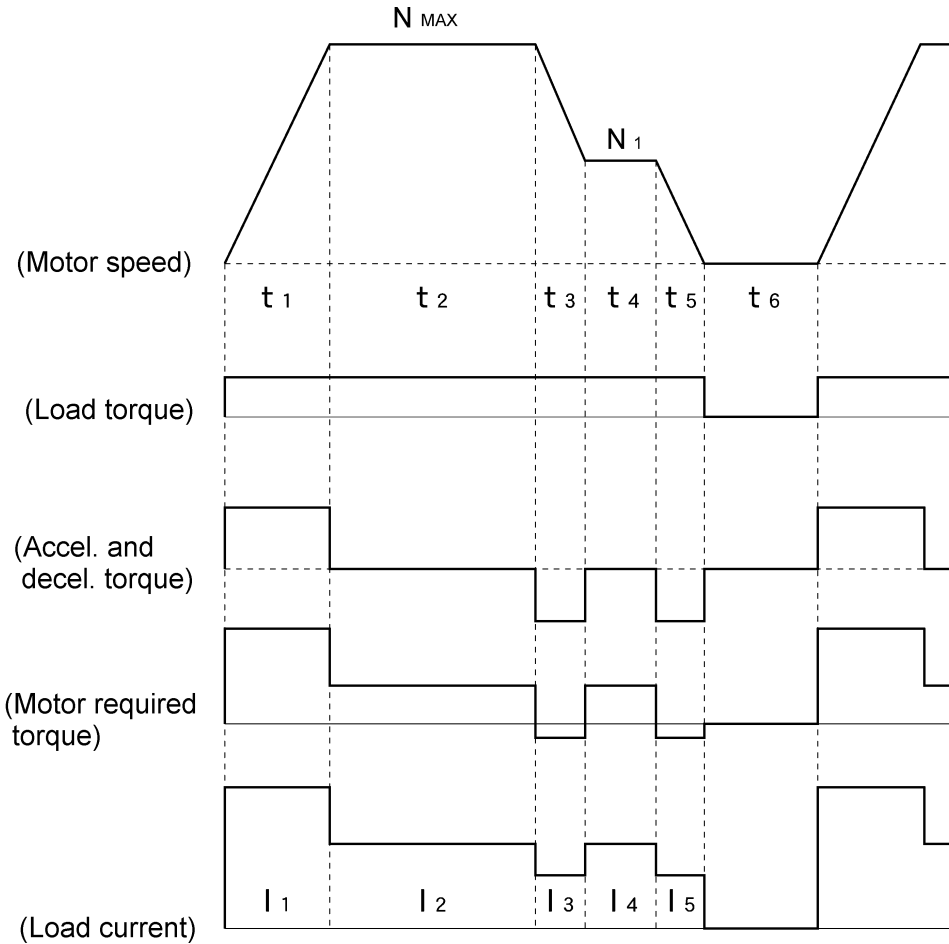 N MAX
N 1
(Motor speed)
t 1 t 2 t 3 t 4 t 5 t 6
(Load torque)
(Accel. and
decel. torque)
(Motor required
torque)
I 1 I 2 I 3 I 4 I 5
(Load current)